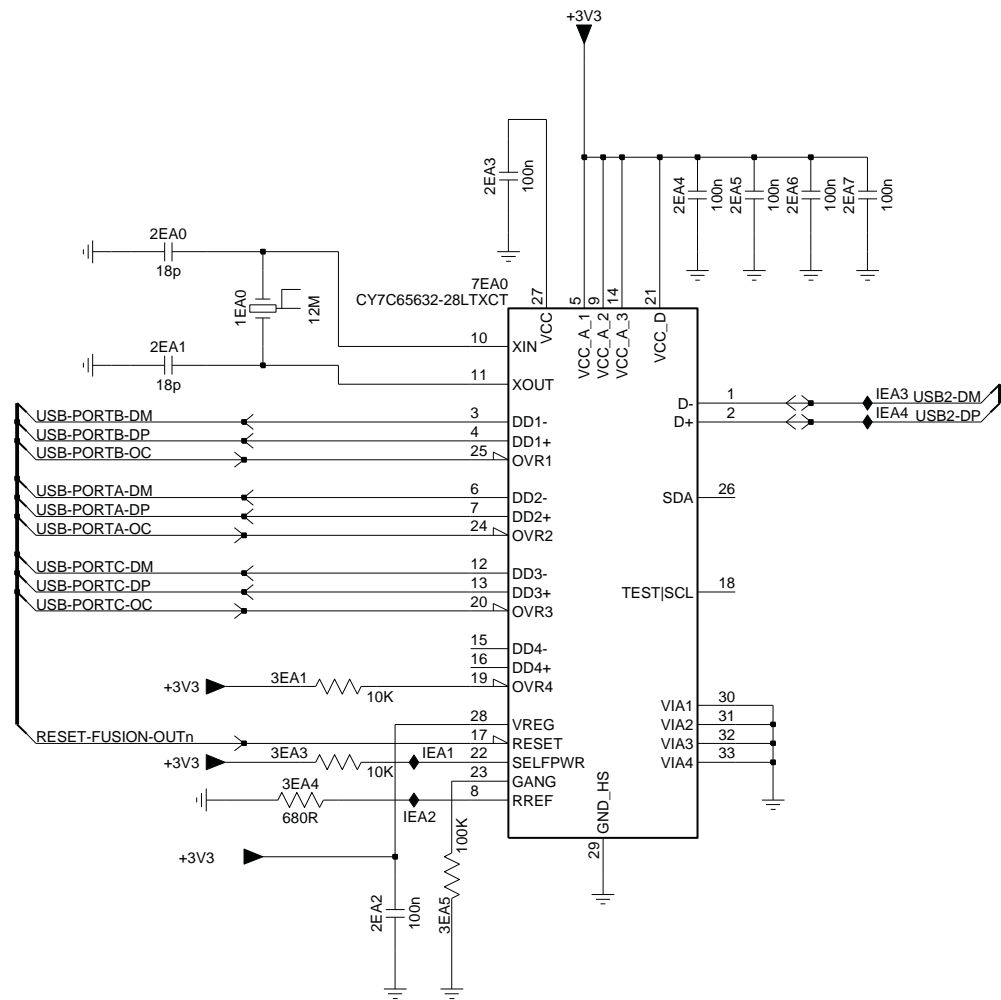 +3V3
2EA3
100n
2EA4
100n
2EA5
100n
2EA6
100n
2EA7
100n
2EA0
18p
1EA0
12M
2EA1
18p
7EA0
CY7C65632-28LTXCT
27
5
9
14
21
VCC
VCC_A_1
VCC_A_2
VCC_A_3
VCC_D
10 XIN
11 XOUT
USB-PORTB-DM 3 DD1-
USB-PORTB-DP 4 DD1+
USB-PORTB-OC 25 OVR1
USB-PORTA-DM 6 DD2-
USB-PORTA-DP 7 DD2+
USB-PORTA-OC 24 OVR2
USB-PORTC-DM 12 DD3-
USB-PORTC-DP 13 DD3+
USB-PORTC-OC 20 OVR3
15 DD4-
16 DD4+
+3V3 3EA1 10K 19 OVR4
28 VREG
RESET-FUSION-OUTn 17 RESET
+3V3 3EA3 10K IEA1 22 SELFPWR
23 GANG
3EA4 680R IEA2 8 RREF
D- 1 IEA3 USB2-DM
D+ 2 IEA4 USB2-DP
SDA 26
TEST|SCL 18
VIA1 30
VIA2 31
VIA3 32
VIA4 33
GND_HS
29
+3V3
2EA2
100n
3EA5
100K